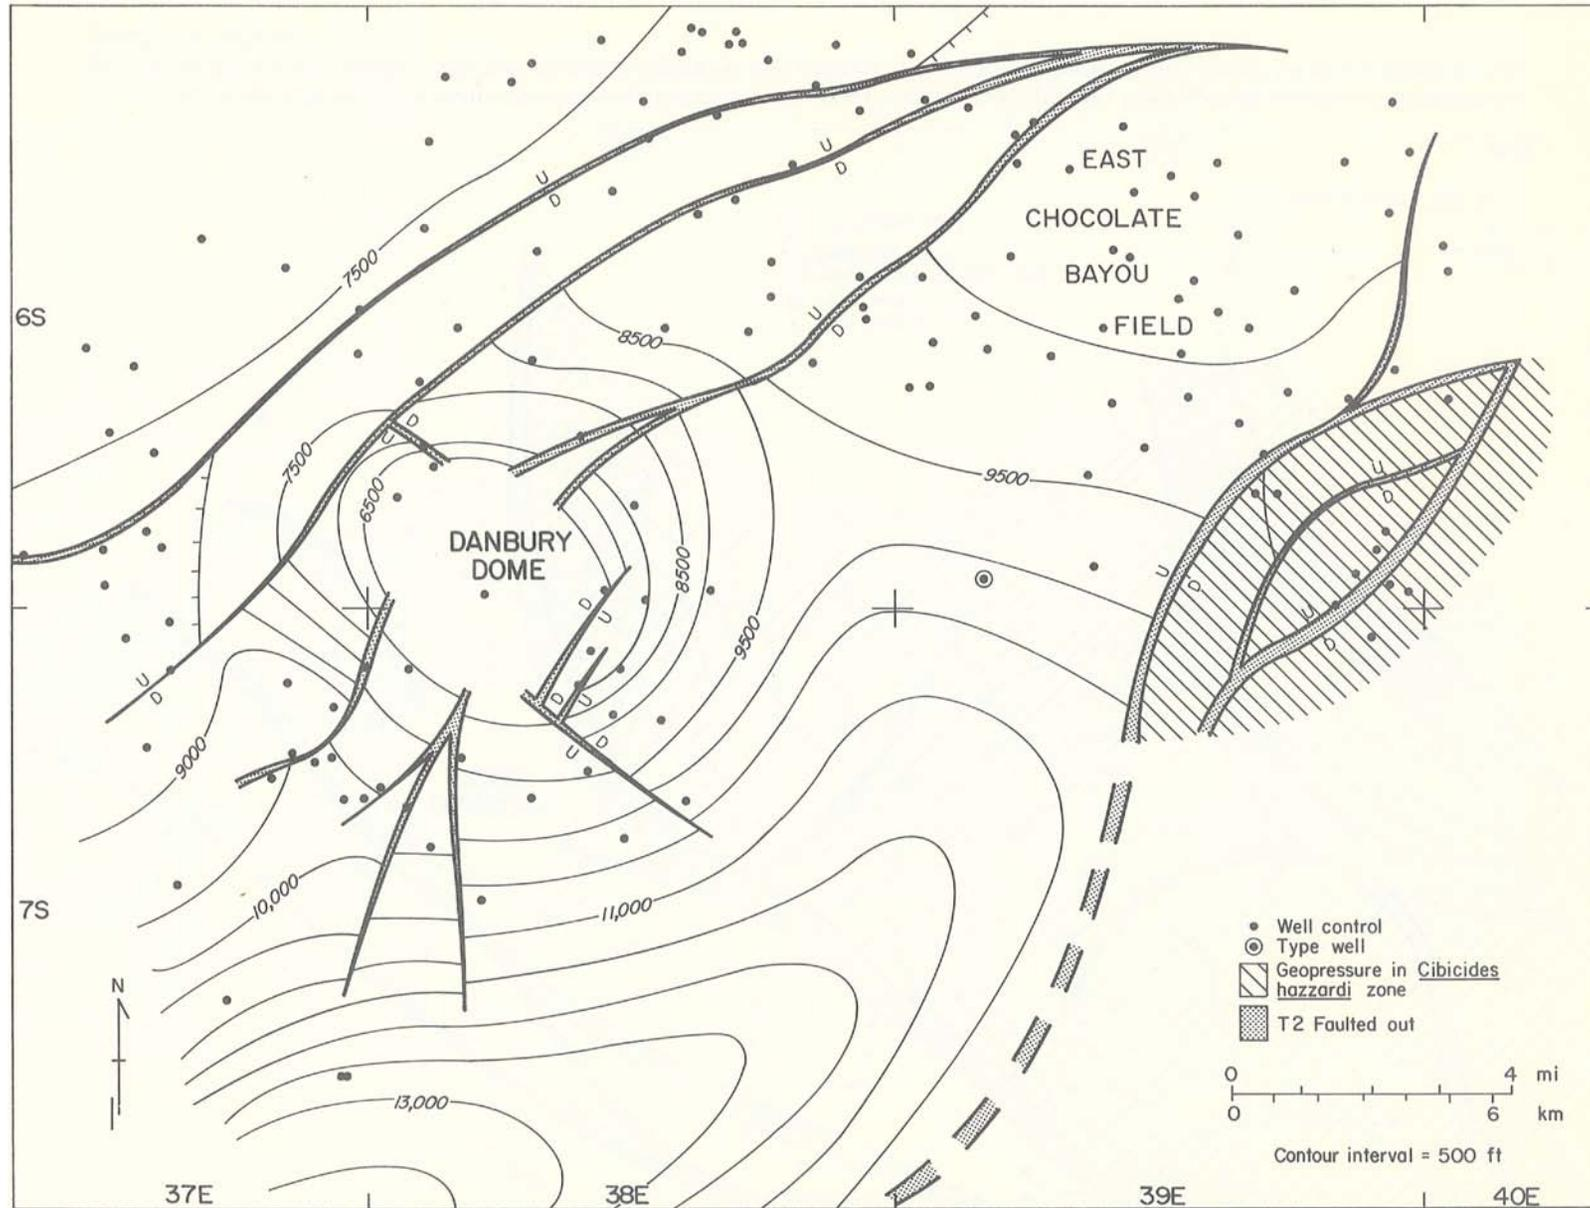 U
D
U
D
EAST
CHOCOLATE
BAYOU
FIELD
7500
6S
8500
U
D
D
U
7500
6500
9500
U
D
DANBURY
DOME
8500
D
U
U
D
U
D
9500
U
D
D
U
U
D
9000
10,000
11,000
7S
Well control
Type well
Geopressure in Cibicides
hazzardi zone
T2 Faulted out
N
0 4 mi
0 6 km
13,000
Contour interval = 500 ft
37E 38E 39E 40E